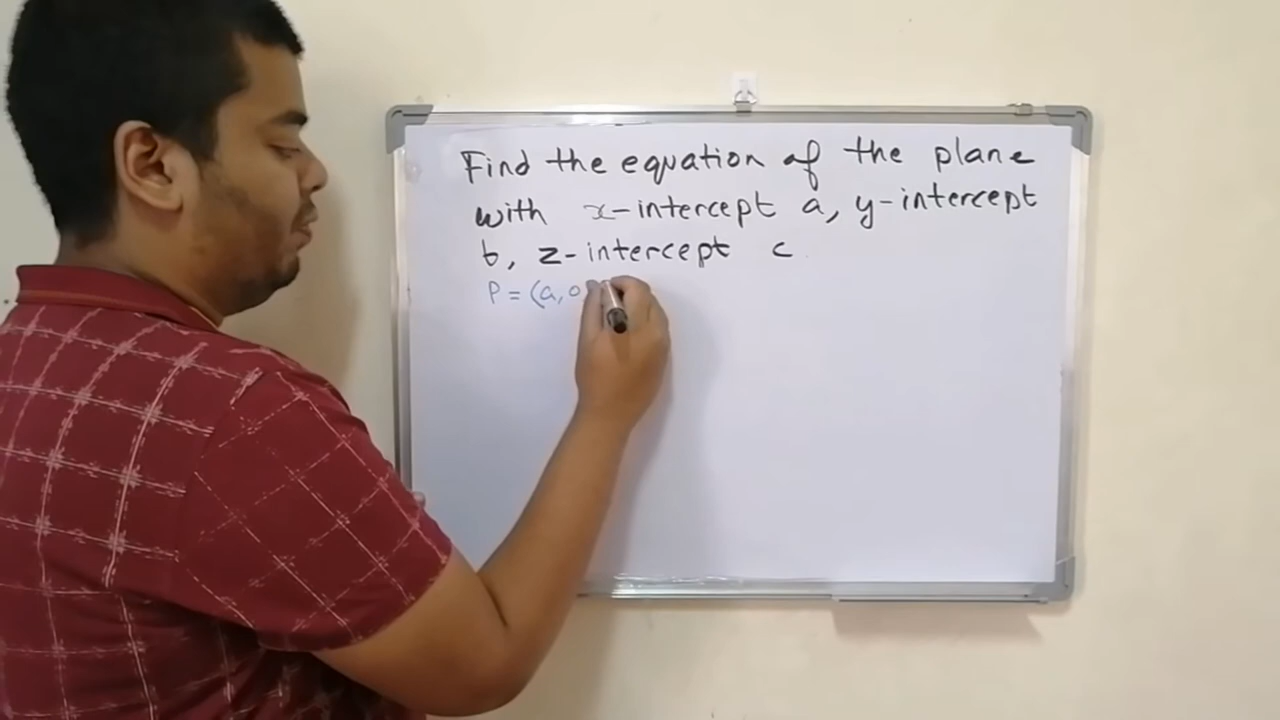 Find the equation of the plane
with x-intercept a, y-intercept
b, z-intercept c
P = (a, 0